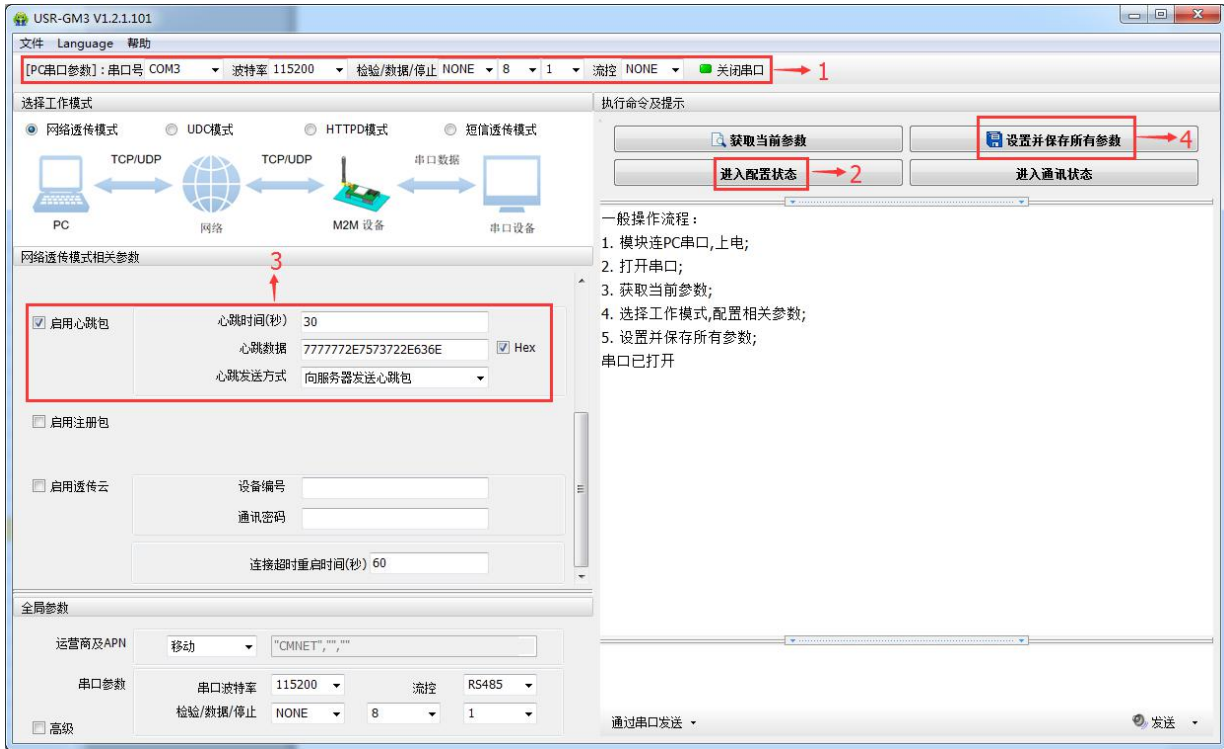 USR-GM3 V1.2.1.101
文件 Language 帮助
[PC串口参数]：串口号 COM3 波特率 115200 检验/数据/停止 NONE 8 1 流控 NONE 关闭串口 1
选择工作模式
网络透传模式 UDC模式 HTTPD模式 短信透传模式
TCP/UDP TCP/UDP 串口数据
PC 网络 M2M 设备 串口设备
网络透传模式相关参数
3
启用心跳包 心跳时间(秒) 30
心跳数据 7777772E7573722E636E Hex
心跳发送方式 向服务器发送心跳包
启用注册包
启用透传云 设备编号
通讯密码
连接超时重启时间(秒) 60
全局参数
运营商及APN 移动 "CMNET","",""
串口参数 串口波特率 115200 流控 RS485
检验/数据/停止 NONE 8 1
高级
执行命令及提示
获取当前参数 设置并保存所有参数 4
进入配置状态 2 进入通讯状态
一般操作流程：
1. 模块连PC串口,上电;
2. 打开串口;
3. 获取当前参数;
4. 选择工作模式,配置相关参数;
5. 设置并保存所有参数;
串口已打开
通过串口发送 发送